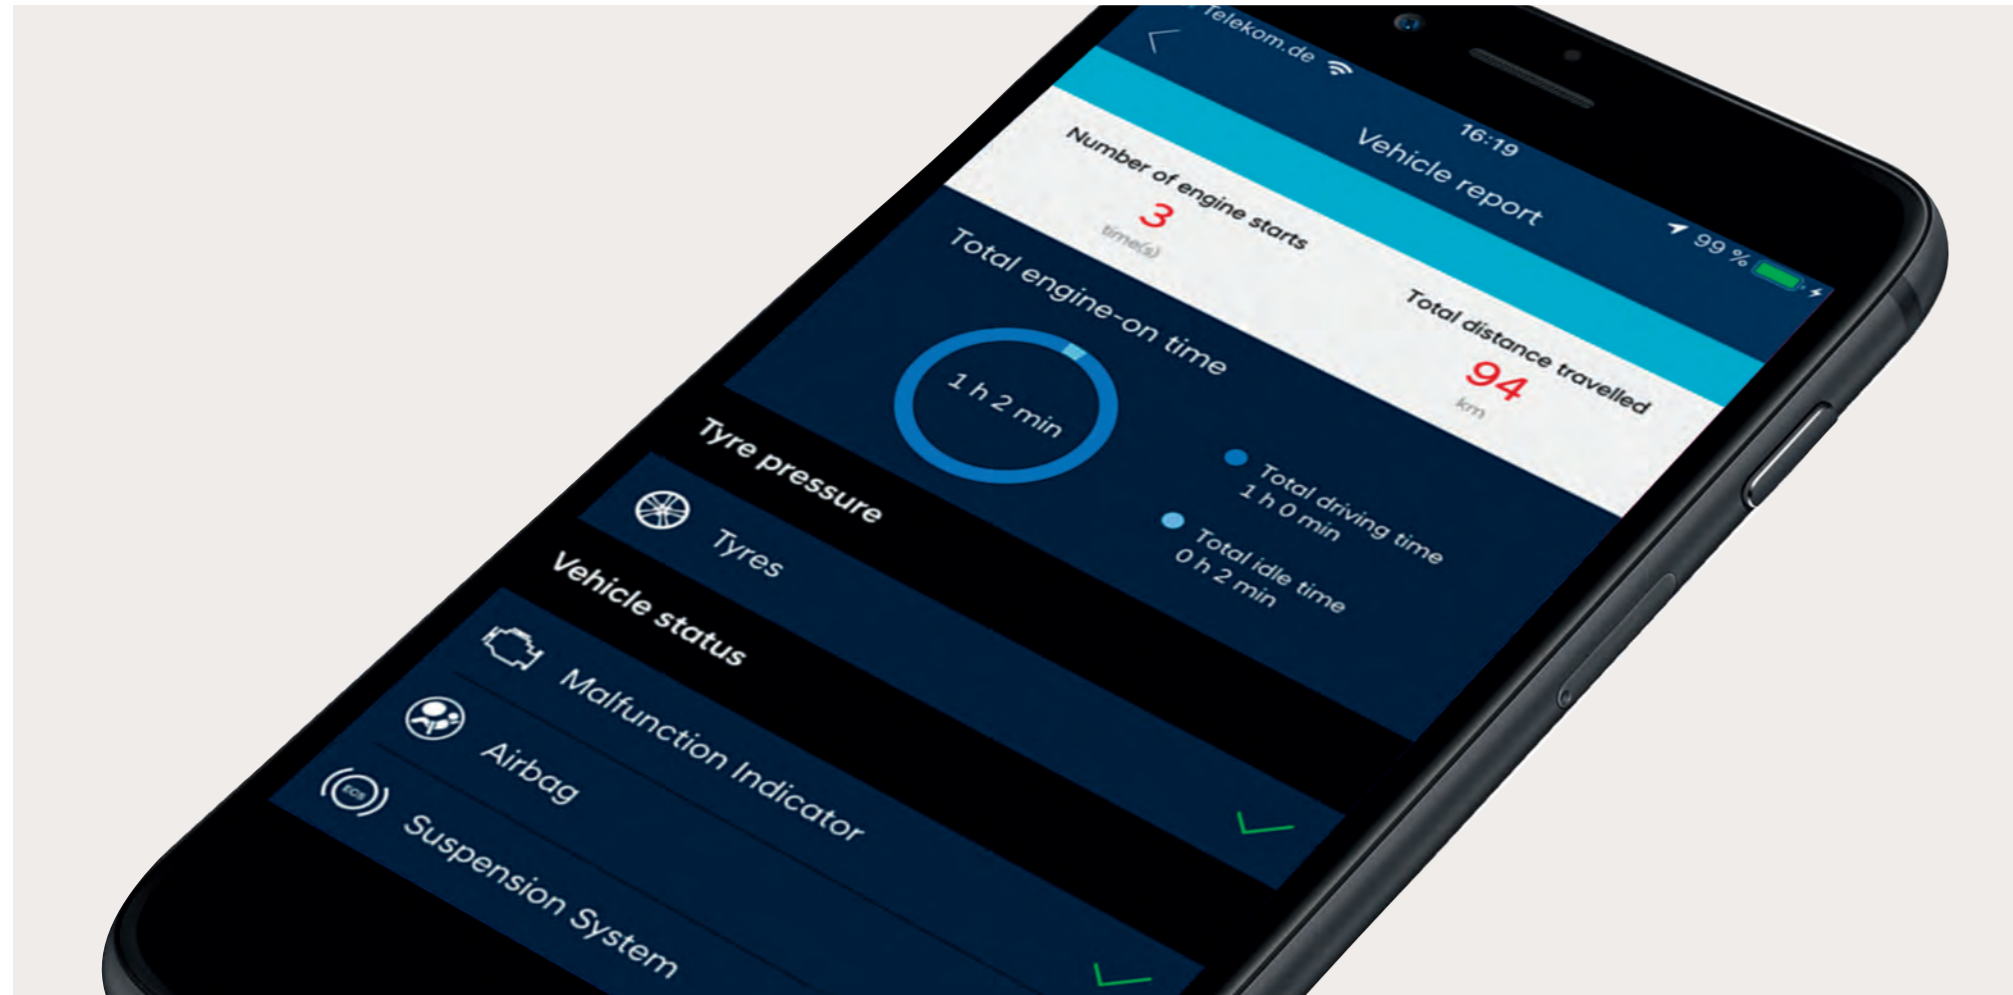 Telekom.de
16:19
99 %
Vehicle report
Number of engine starts
3
time(s)
Total distance travelled
94
km
Total engine-on time
1 h 2 min
Total driving time
1 h 0 min
Total idle time
0 h 2 min
Tyre pressure
Tyres
Vehicle status
Malfunction Indicator
Airbag
ECS
Suspension System